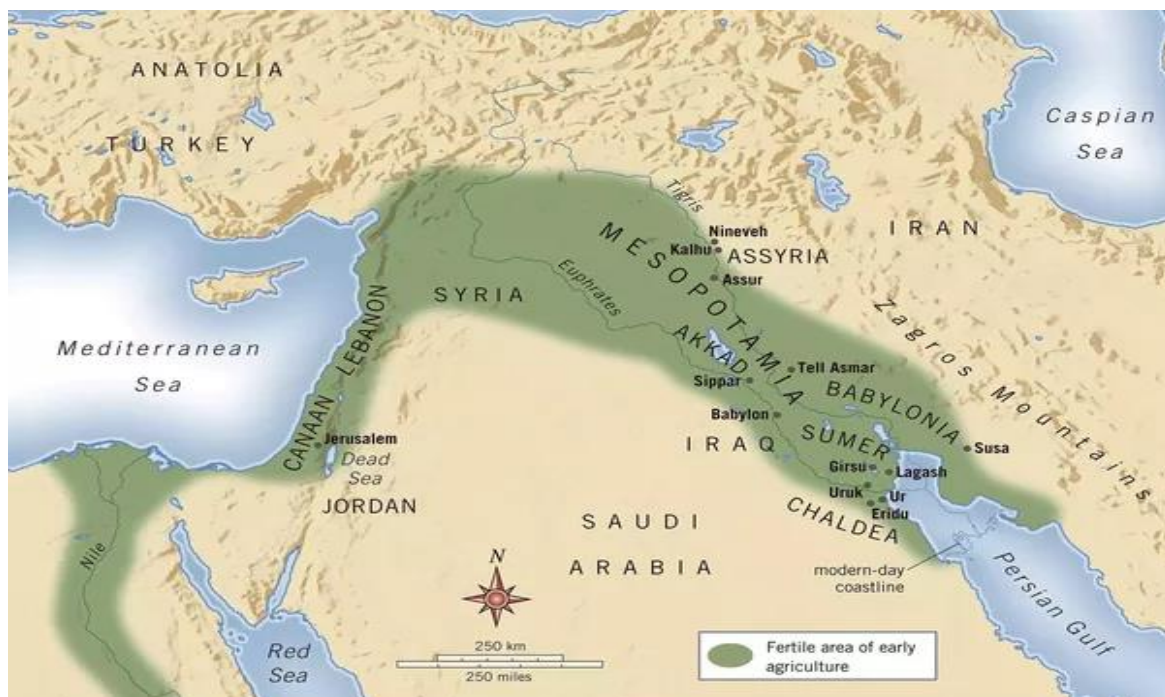 ANATOLIA
TURKEY
Caspian
Sea
Tigris
IRAN
Nineveh
Kalhu
ASSYRIA
Assur
MESOPOTAMIA
Euphrates
SYRIA
Zagros Mountains
Mediterranean
Sea
LEBANON
AKKAD
Tell Asmar
Sippar
BABYLONIA
Babylon
CANAAN
Jerusalem
Dead
Sea
IRAQ
SUMER
Susa
Girsu
Lagash
Uruk
Ur
Eridu
JORDAN
CHALDEA
SAUDI
ARABIA
Nile
N
modern-day
coastline
Persian Gulf
Red
Sea
250 km
250 miles
Fertile area of early
agriculture